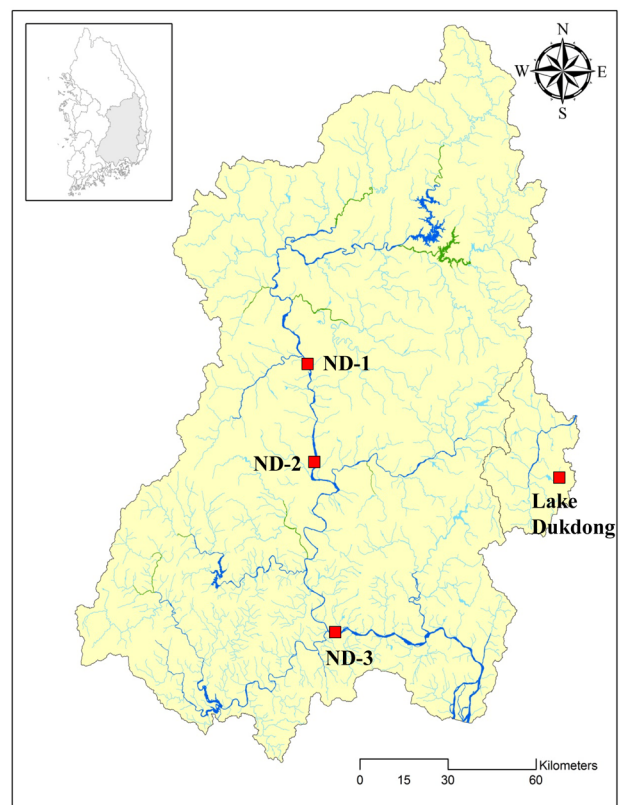 N
W E
S
ND-1
ND-2
Lake
Dukdong
ND-3
Kilometers
0 15 30 60